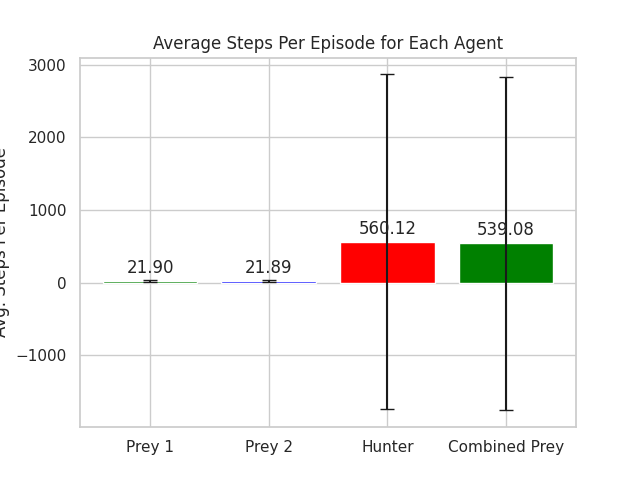 Average Steps Per Episode for Each Agent
Avg. Steps Per Episode
3000
2000
1000
0
−1000
21.90
21.89
560.12
539.08
Prey 1
Prey 2
Hunter
Combined Prey